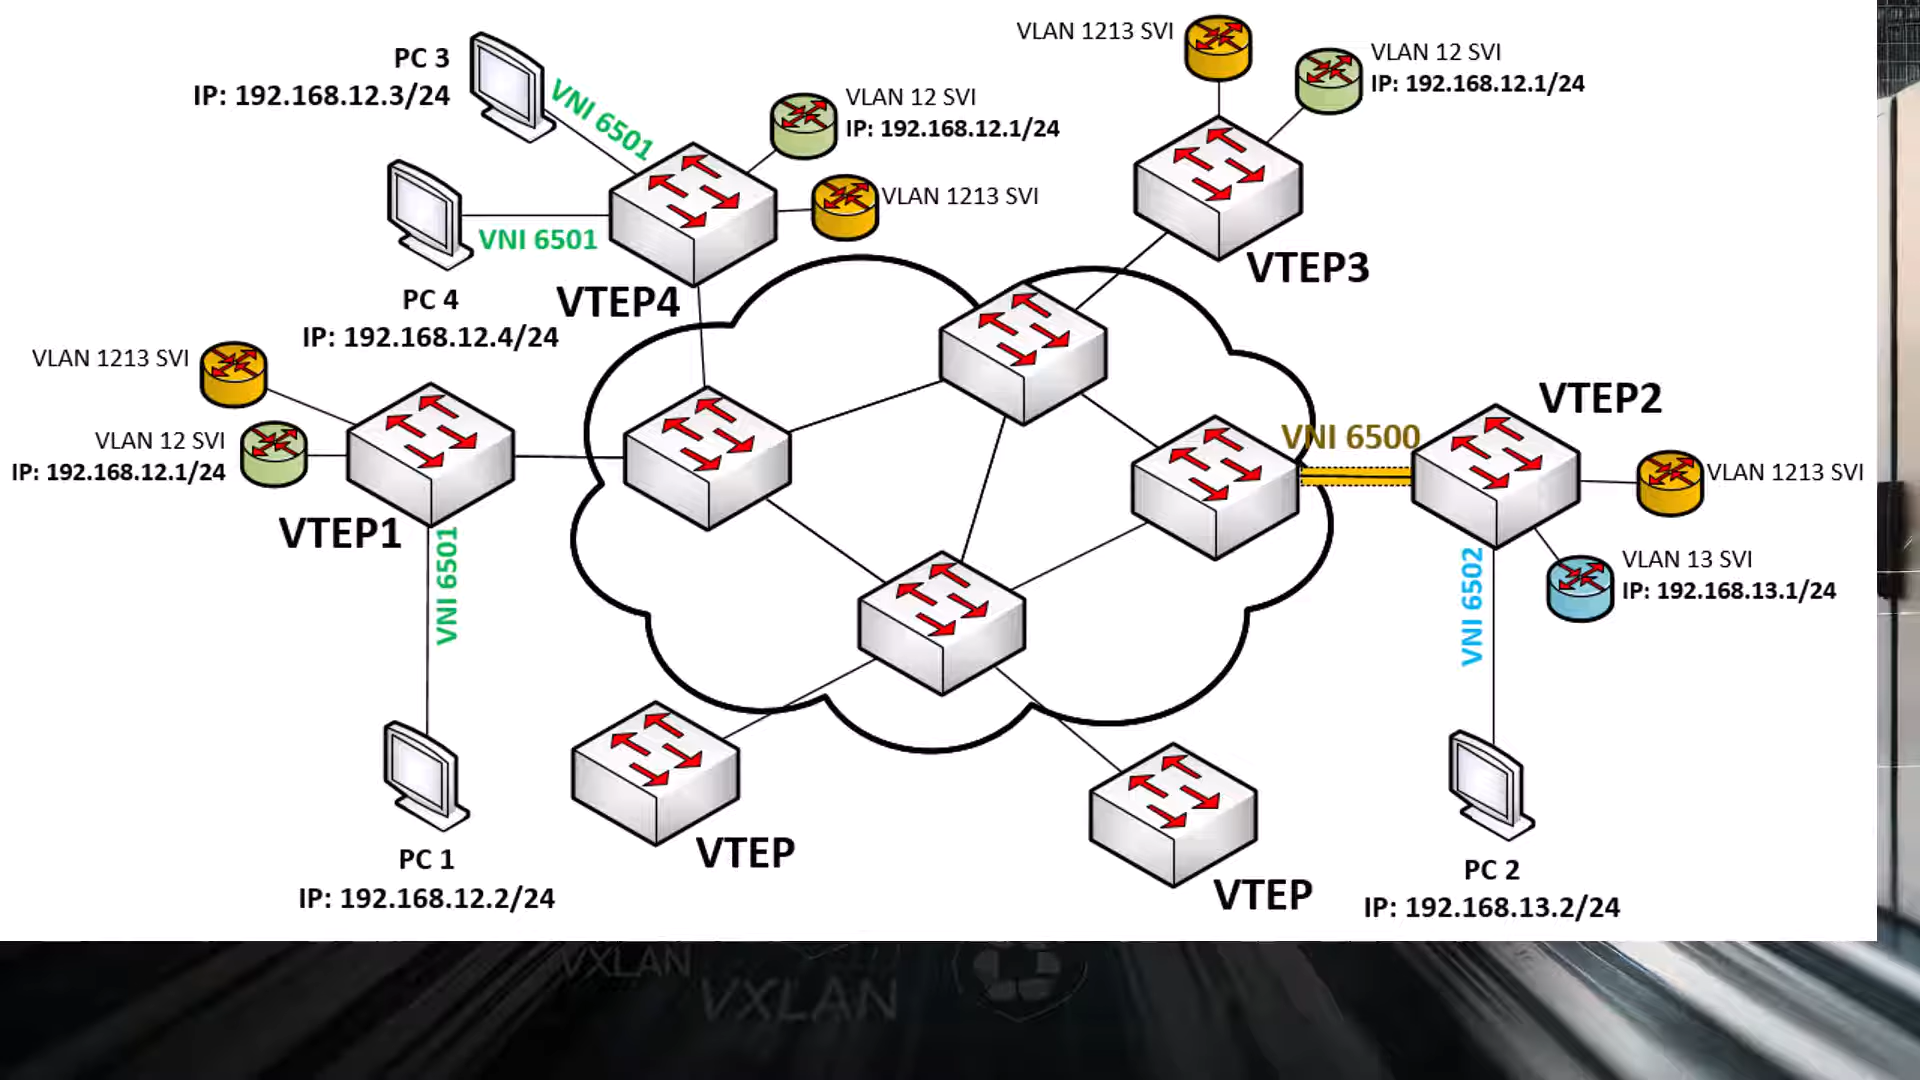 VLAN 1213 SVI
PC 3
IP: 192.168.12.3/24
VNI 6501
VLAN 12 SVI
IP: 192.168.12.1/24
VLAN 12 SVI
IP: 192.168.12.1/24
VLAN 1213 SVI
VNI 6501
VTEP3
PC 4
IP: 192.168.12.4/24
VTEP4
VLAN 1213 SVI
VLAN 12 SVI
IP: 192.168.12.1/24
VTEP1
VNI 6501
VNI 6500
VTEP2
VLAN 1213 SVI
VLAN 13 SVI
IP: 192.168.13.1/24
VNI 6502
PC 1
IP: 192.168.12.2/24
VTEP
VTEP
PC 2
IP: 192.168.13.2/24
VXLAN
VXLAN